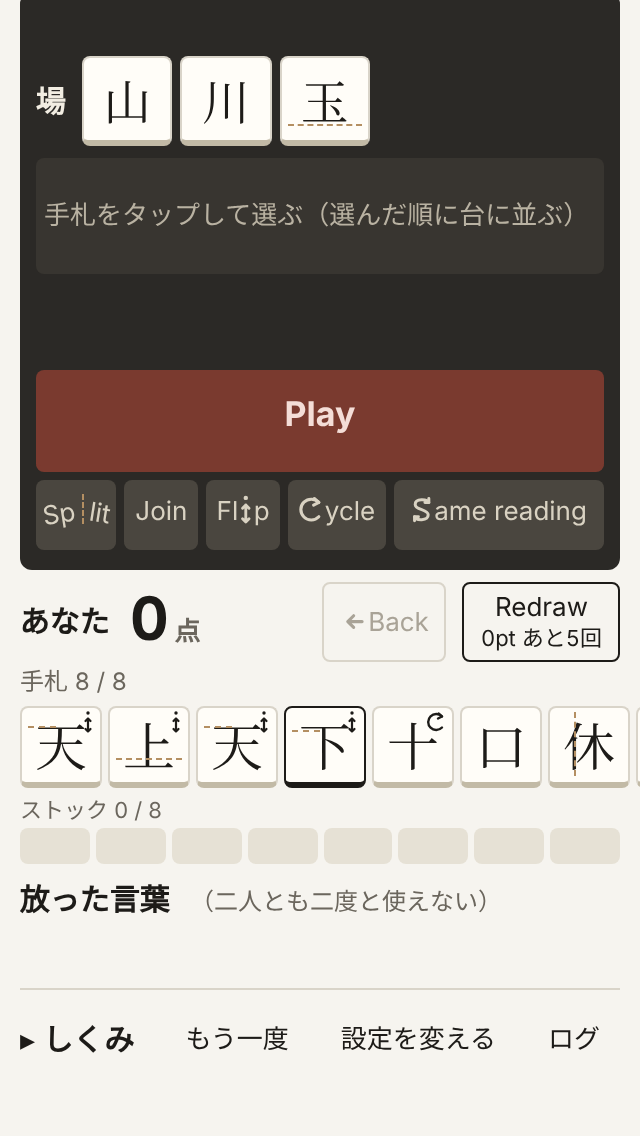 場 山 川 玉
手札をタップして選ぶ（選んだ順に台に並ぶ）
Play
Split Join Flip Cycle Same reading
あなた 0 点 ←Back Redraw
0pt あと5回
手札 8 / 8
天 上 天 下 十 口 休
ストック 0 / 8
放った言葉 （二人とも二度と使えない）
▸ しくみ もう一度 設定を変える ログ